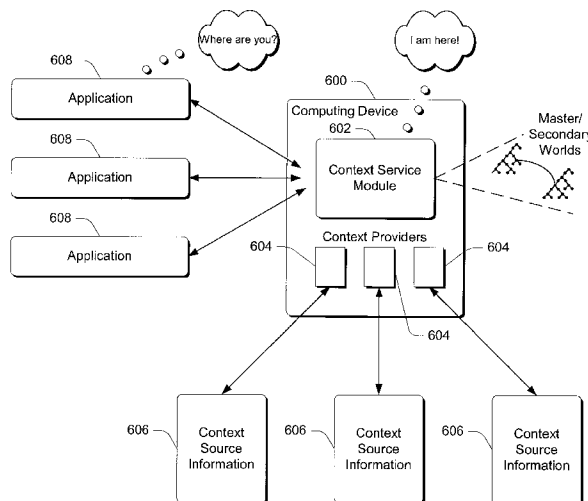 Where are you?
I am here!
608
Application
600
Computing Device
602
Context Service
Module
Master/
Secondary
Worlds
608
Application
608
Application
Context Providers
604
604
604
606
Context
Source
Information
606
Context
Source
Information
606
Context
Source
Information